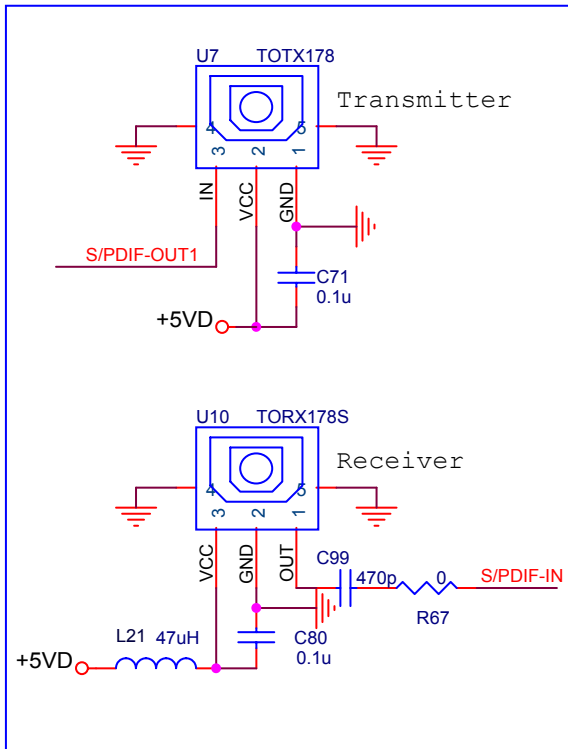 U7 TOTX178
Transmitter
4 5
3 2 1
IN VCC GND
S/PDIF-OUT1
C71
0.1u
+5VD
U10 TORX178S
Receiver
4 5
3 2 1
VCC GND OUT
C99
470p 0 S/PDIF-IN
R67
L21 47uH
C80
0.1u
+5VD